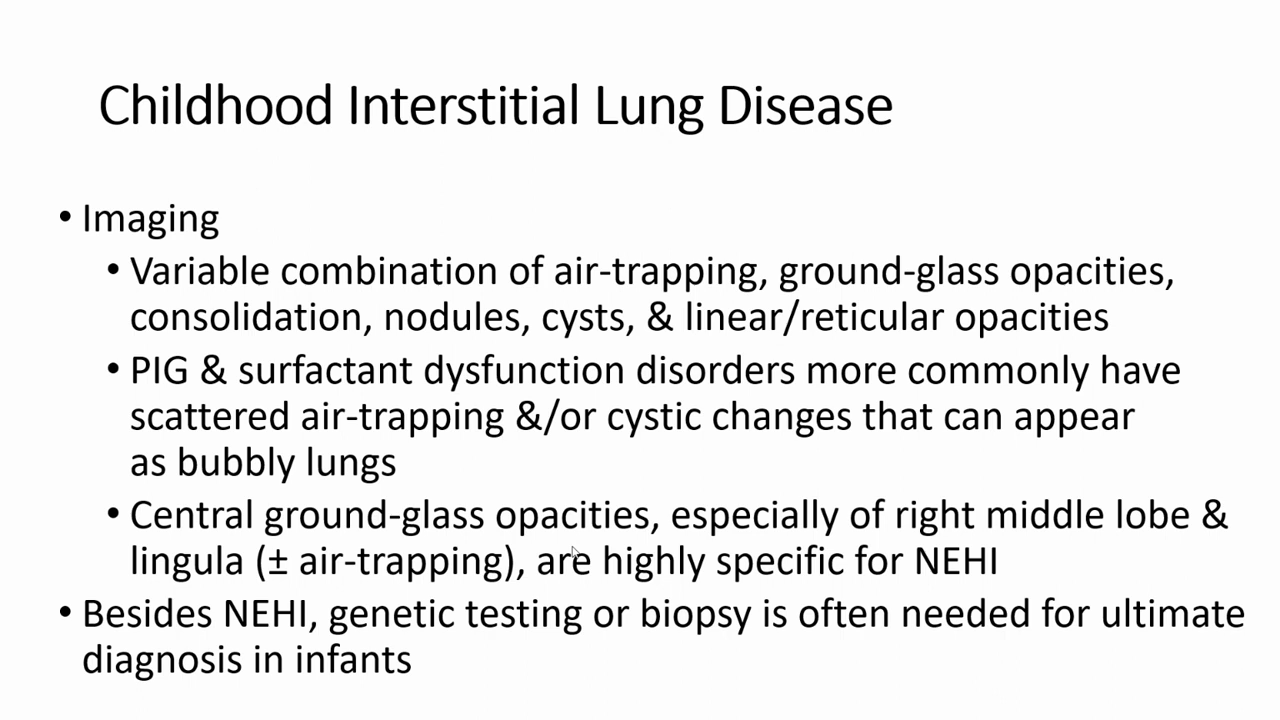 Childhood Interstitial Lung Disease
• Imaging
• Variable combination of air-trapping, ground-glass opacities,
consolidation, nodules, cysts, & linear/reticular opacities
• PIG & surfactant dysfunction disorders more commonly have
scattered air-trapping &/or cystic changes that can appear
as bubbly lungs
• Central ground-glass opacities, especially of right middle lobe &
lingula (± air-trapping), are highly specific for NEHI
• Besides NEHI, genetic testing or biopsy is often needed for ultimate
diagnosis in infants